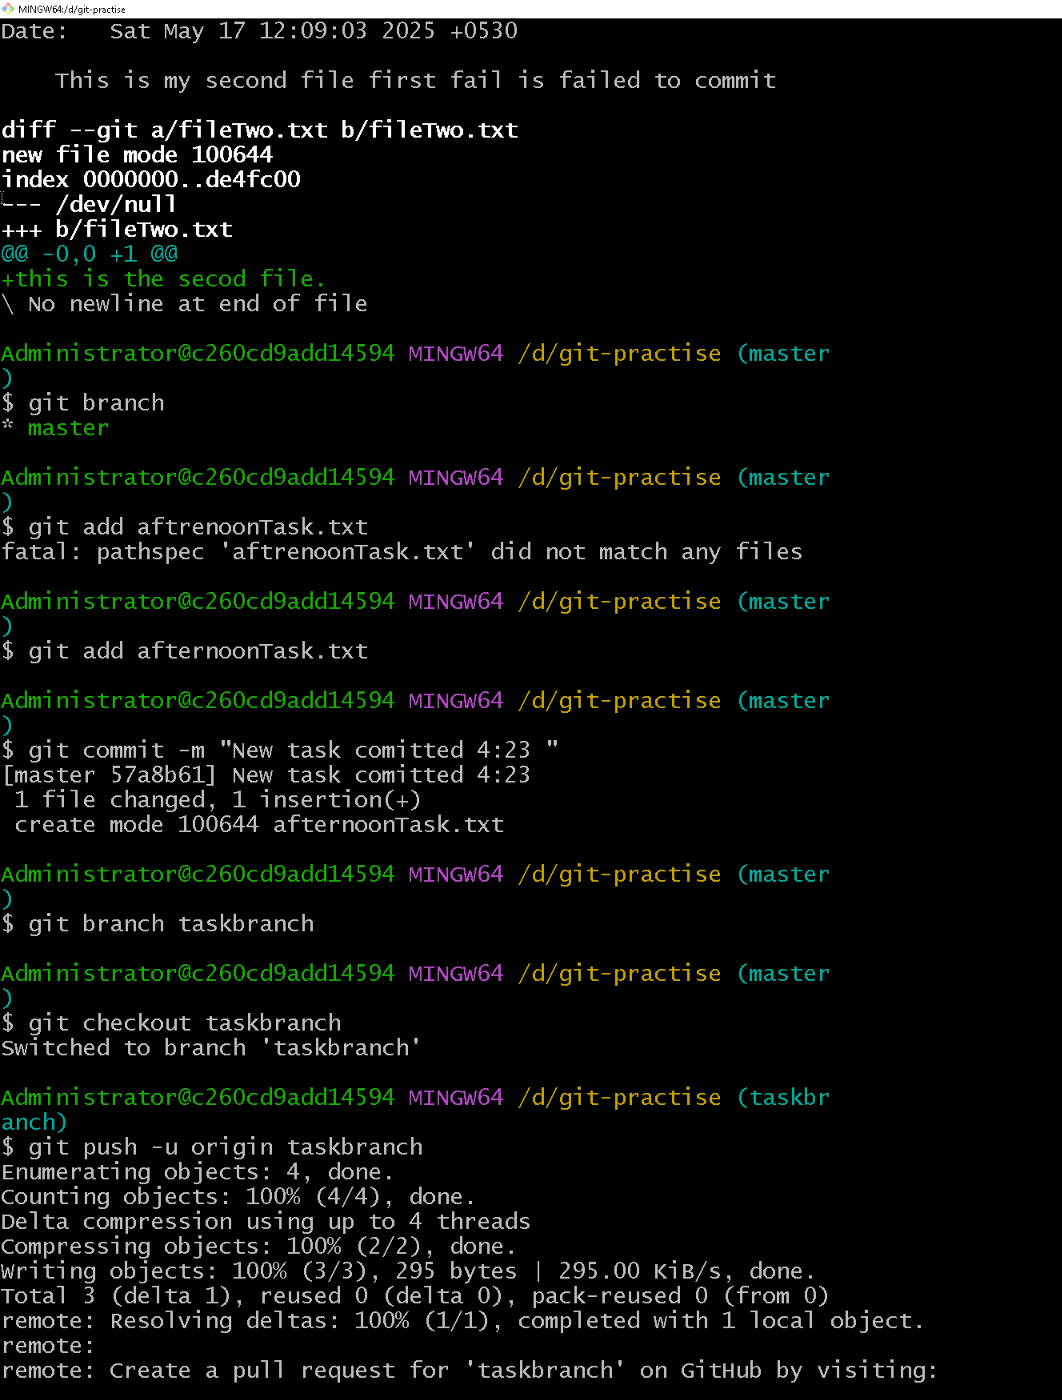 MINGW64:/d/git-practise
Date:   Sat May 17 12:09:03 2025 +0530
    This is my second file first fail is failed to commit
diff --git a/fileTwo.txt b/fileTwo.txt
new file mode 100644
index 0000000..de4fc00
--- /dev/null
+++ b/fileTwo.txt
@@ -0,0 +1 @@
+this is the secod file.
\ No newline at end of file
Administrator@c260cd9add14594 MINGW64 /d/git-practise (master
)
$ git branch
* master
Administrator@c260cd9add14594 MINGW64 /d/git-practise (master
)
$ git add aftrenoonTask.txt
fatal: pathspec 'aftrenoonTask.txt' did not match any files
Administrator@c260cd9add14594 MINGW64 /d/git-practise (master
)
$ git add afternoonTask.txt
Administrator@c260cd9add14594 MINGW64 /d/git-practise (master
)
$ git commit -m "New task comitted 4:23 "
[master 57a8b61] New task comitted 4:23
 1 file changed, 1 insertion(+)
 create mode 100644 afternoonTask.txt
Administrator@c260cd9add14594 MINGW64 /d/git-practise (master
)
$ git branch taskbranch
Administrator@c260cd9add14594 MINGW64 /d/git-practise (master
)
$ git checkout taskbranch
Switched to branch 'taskbranch'
Administrator@c260cd9add14594 MINGW64 /d/git-practise (taskbr
anch)
$ git push -u origin taskbranch
Enumerating objects: 4, done.
Counting objects: 100% (4/4), done.
Delta compression using up to 4 threads
Compressing objects: 100% (2/2), done.
Writing objects: 100% (3/3), 295 bytes | 295.00 KiB/s, done.
Total 3 (delta 1), reused 0 (delta 0), pack-reused 0 (from 0)
remote: Resolving deltas: 100% (1/1), completed with 1 local object.
remote:
remote: Create a pull request for 'taskbranch' on GitHub by visiting: